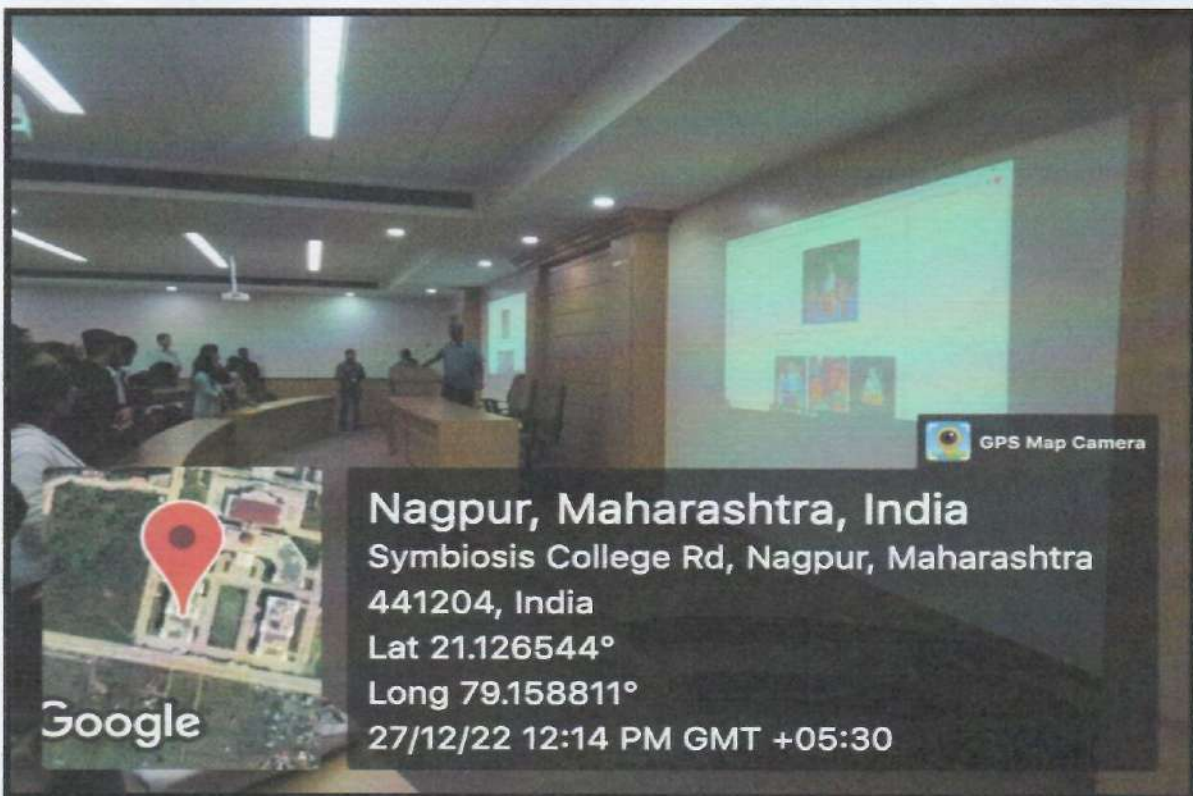 GPS Map Camera
Nagpur, Maharashtra, India
Symbiosis College Rd, Nagpur, Maharashtra
441204, India
Lat 21.126544°
Long 79.158811°
27/12/22 12:14 PM GMT +05:30
Google